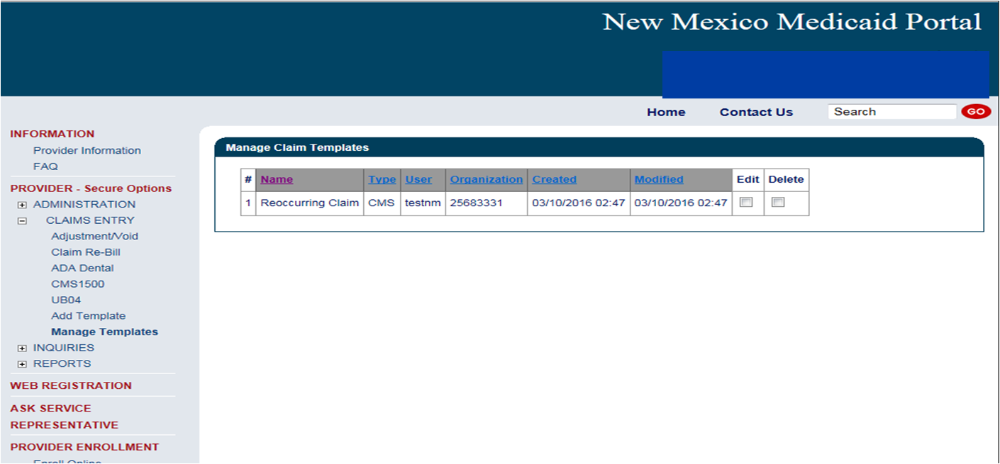 New Mexico Medicaid Portal
Home Contact Us Search GO
INFORMATION
Provider Information
FAQ
PROVIDER - Secure Options
ADMINISTRATION
CLAIMS ENTRY
Adjustment/Void
Claim Re-Bill
ADA Dental
CMS1500
UB04
Add Template
Manage Templates
INQUIRIES
REPORTS
WEB REGISTRATION
ASK SERVICE
REPRESENTATIVE
PROVIDER ENROLLMENT
Enroll Online
Manage Claim Templates
# Name Type User Organization Created Modified Edit Delete
1 Reoccurring Claim CMS testnm 25683331 03/10/2016 02:47 03/10/2016 02:47